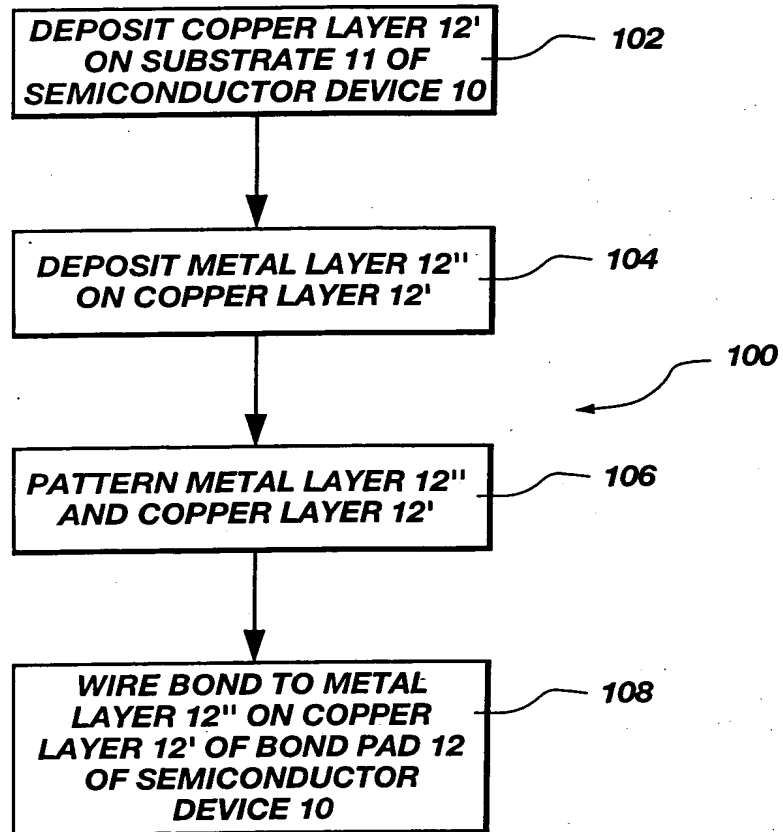 DEPOSIT COPPER LAYER 12'
ON SUBSTRATE 11 OF
SEMICONDUCTOR DEVICE 10
102
DEPOSIT METAL LAYER 12"
ON COPPER LAYER 12'
104
100
PATTERN METAL LAYER 12"
AND COPPER LAYER 12'
106
WIRE BOND TO METAL
LAYER 12" ON COPPER
LAYER 12' OF BOND PAD 12
OF SEMICONDUCTOR
DEVICE 10
108